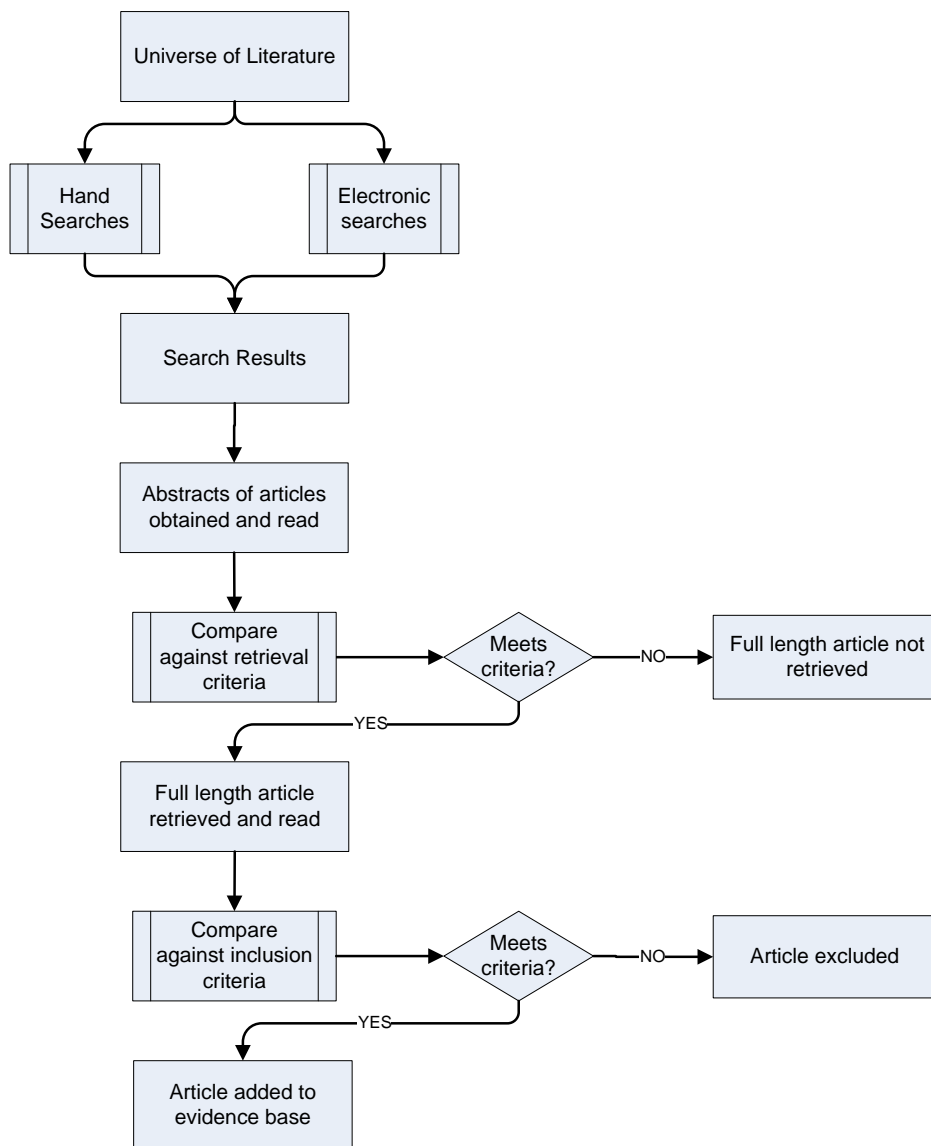 Universe of Literature
Hand
Searches
Electronic
searches
Search Results
Abstracts of articles
obtained and read
Compare
against retrieval
criteria
Meets
criteria?
NO
Full length article not
retrieved
YES
Full length article
retrieved and read
Compare
against inclusion
criteria
Meets
criteria?
NO
Article excluded
YES
Article added to
evidence base